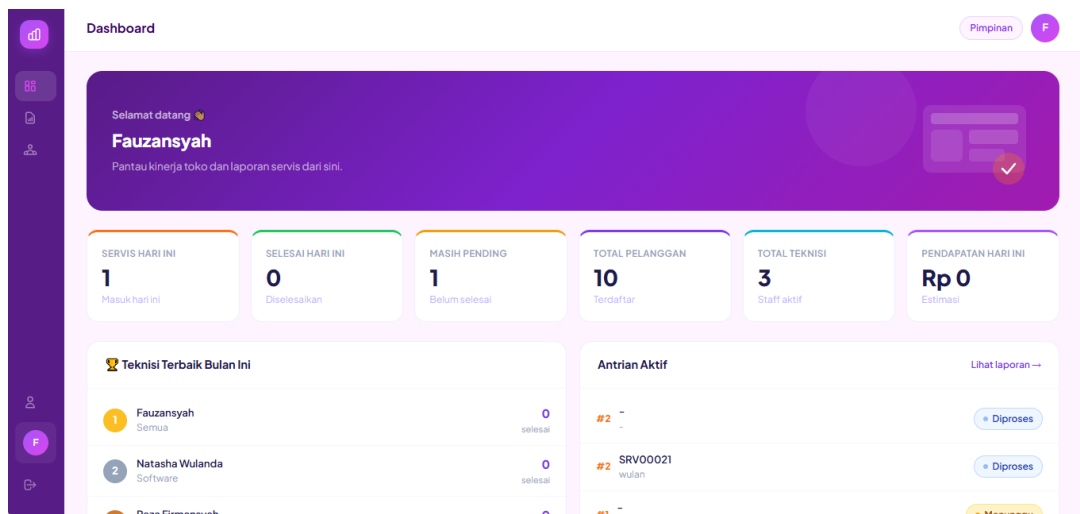 Dashboard
Pimpinan
F
Selamat datang 👋
Fauzansyah
Pantau kinerja toko dan laporan servis dari sini.
SERVIS HARI INI
1
Masuk hari ini
SELESAI HARI INI
0
Diselesaikan
MASIH PENDING
1
Belum selesai
TOTAL PELANGGAN
10
Terdaftar
TOTAL TEKNISI
3
Staff aktif
PENDAPATAN HARI INI
Rp 0
Estimasi
🏆 Teknisi Terbaik Bulan Ini
1
Fauzansyah
Semua
0
selesai
2
Natasha Wulanda
Software
0
selesai
Antrian Aktif
Lihat laporan →
#2
-
-
Diproses
#2
SRV00021
wulan
Diproses
#1
-
F